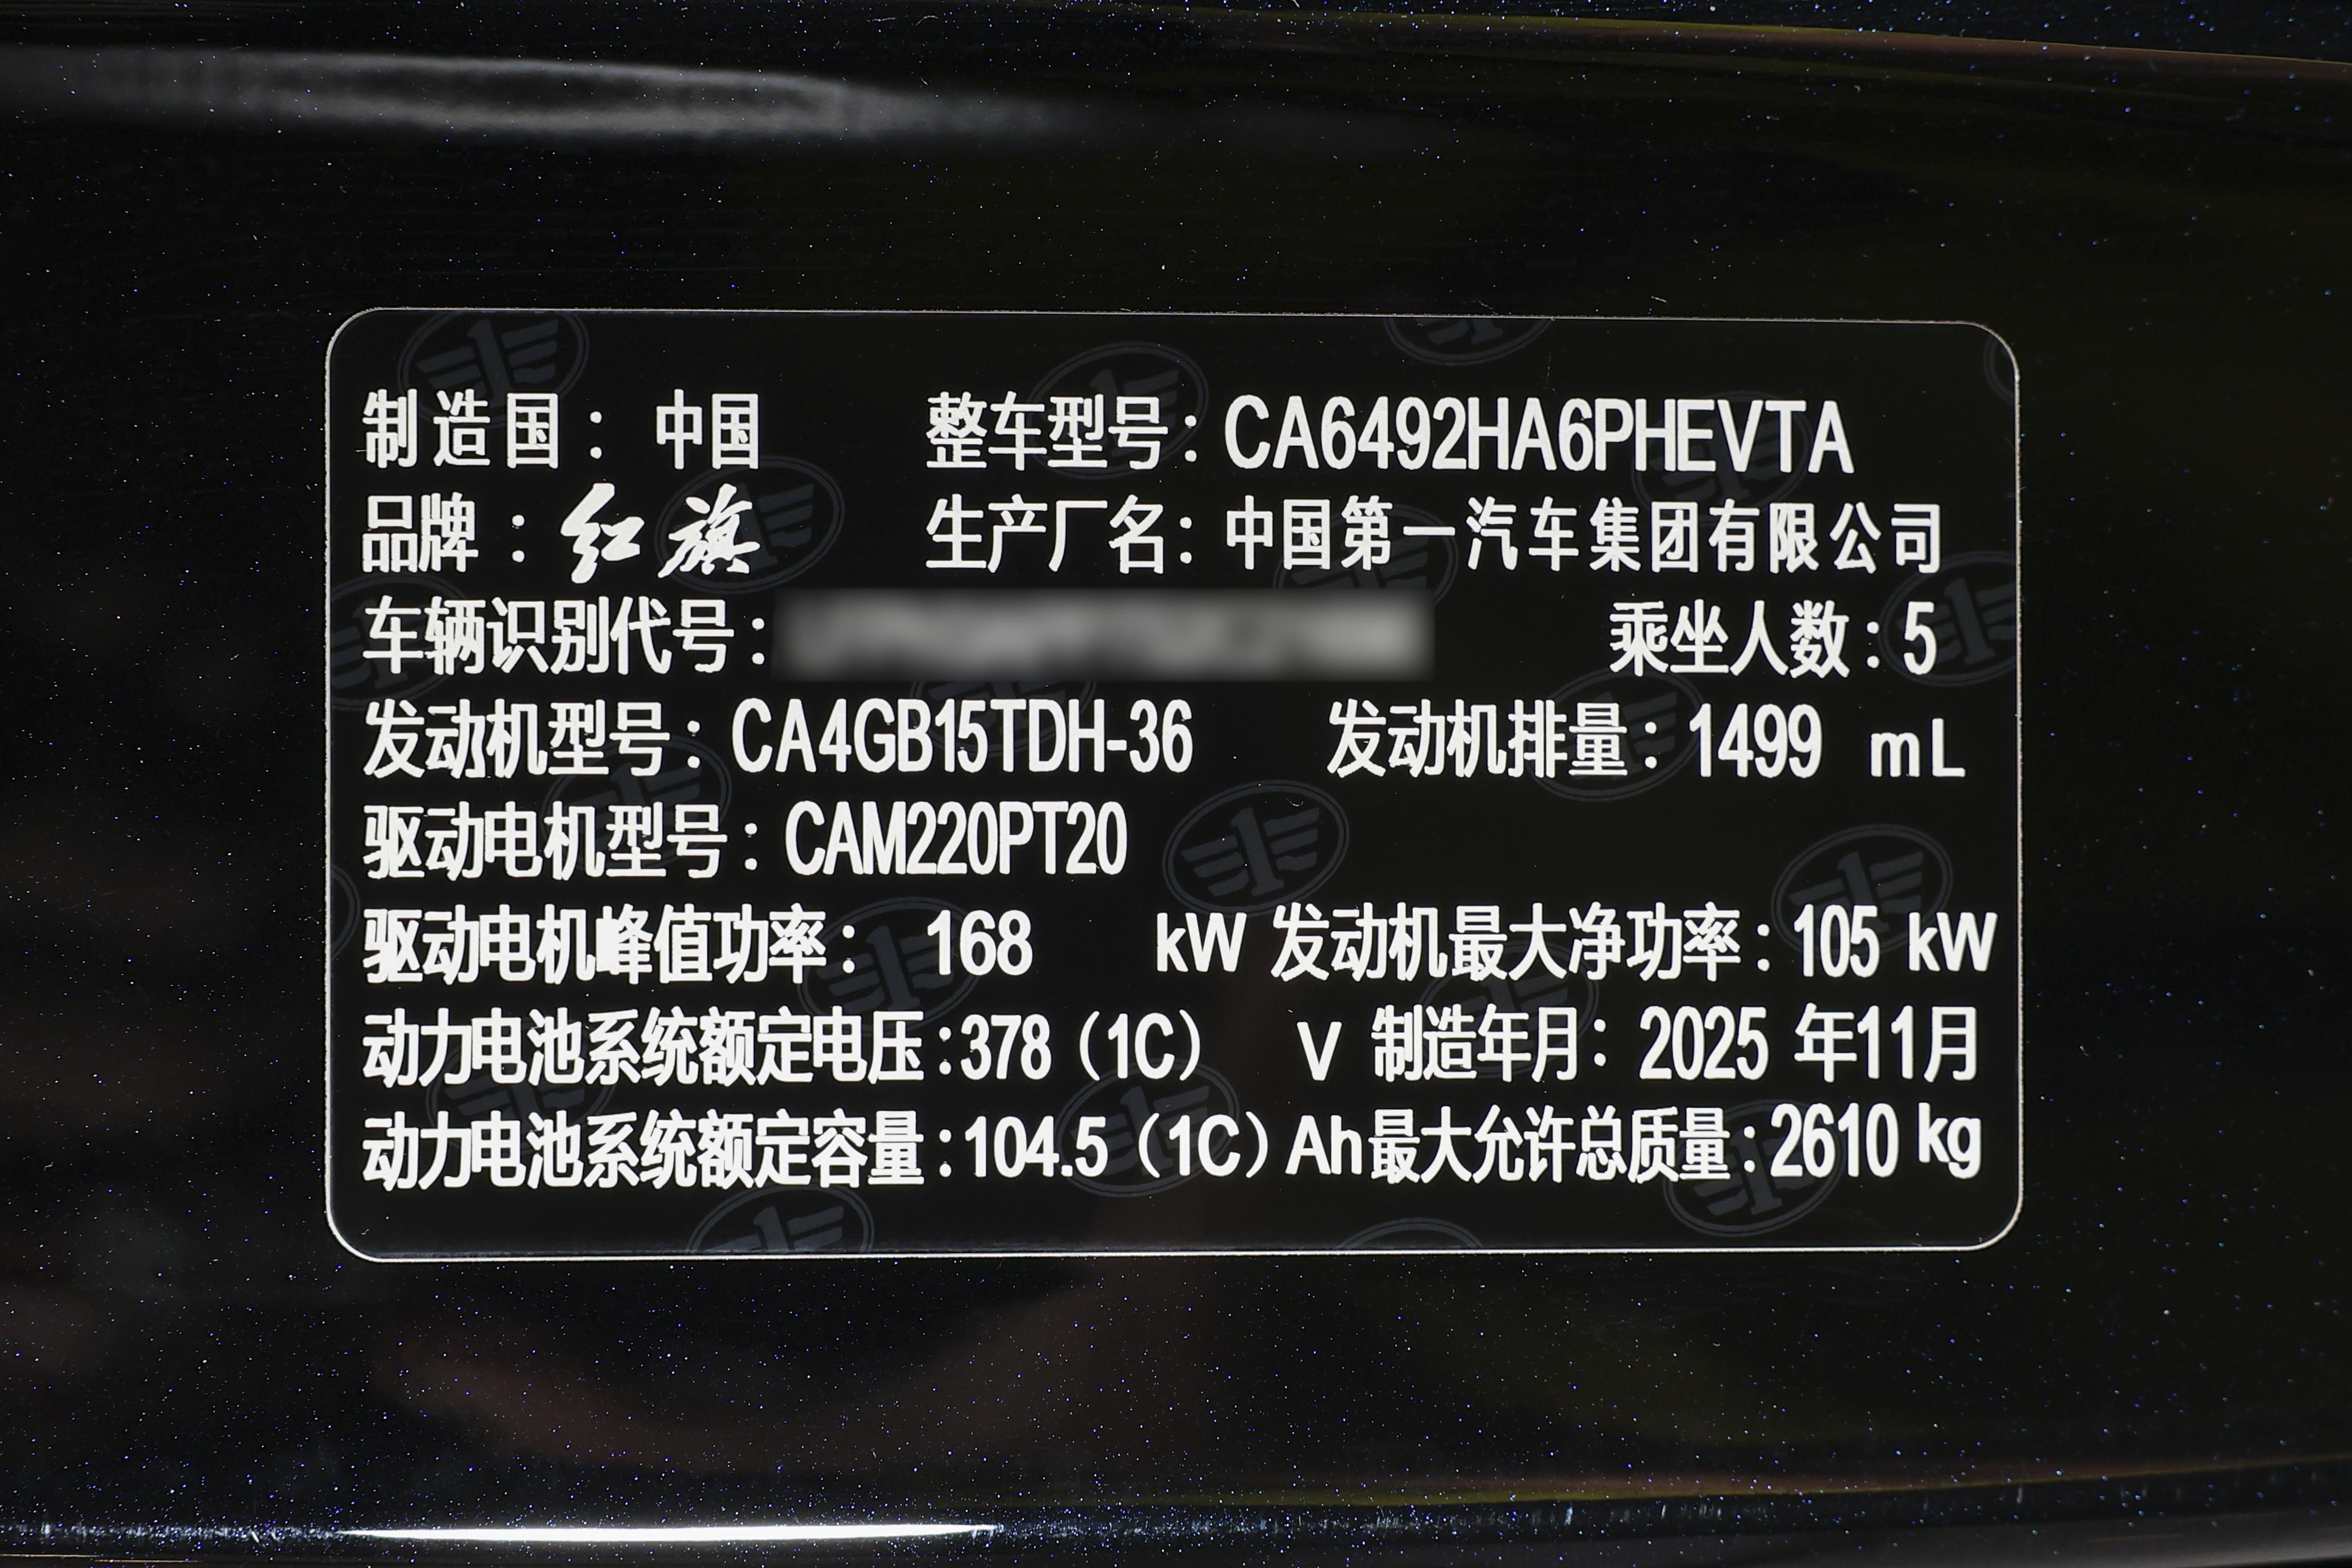 制造国：中国 整车型号：CA6492HA6PHEVTA
品牌：红旗 生产厂名：中国第一汽车集团有限公司
车辆识别代号： 乘坐人数：5
发动机型号：CA4GB15TDH-36 发动机排量：1499 mL
驱动电机型号：CAM220PT20
驱动电机峰值功率：168 kW 发动机最大净功率：105 kW
动力电池系统额定电压：378（1C） V 制造年月：2025 年11月
动力电池系统额定容量：104.5（1C）Ah 最大允许总质量：2610 kg